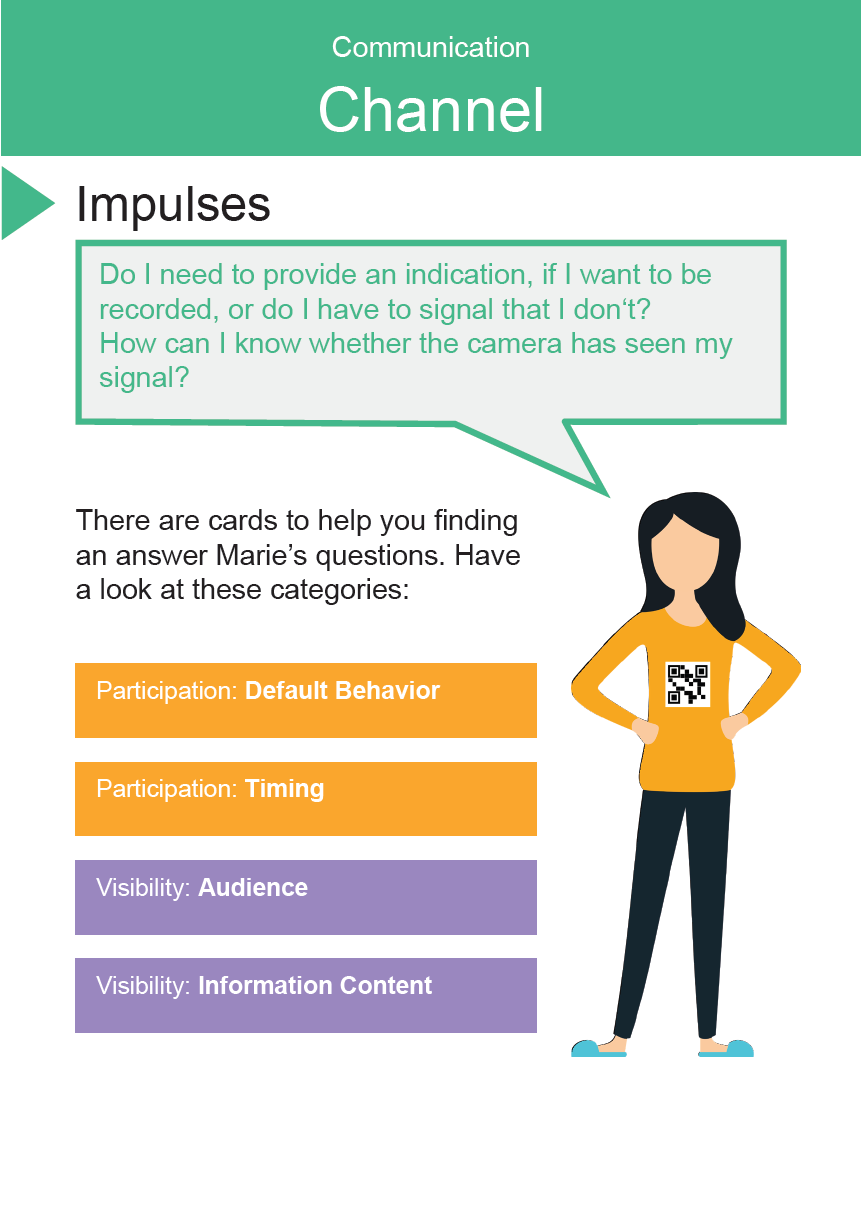 Communication
Channel
Impulses
Do I need to provide an indication, if I want to be
recorded, or do I have to signal that I don‘t?
How can I know whether the camera has seen my
signal?
There are cards to help you finding
an answer Marie’s questions. Have
a look at these categories:
Participation: Default Behavior
Participation: Timing
Visibility: Audience
Visibility: Information Content